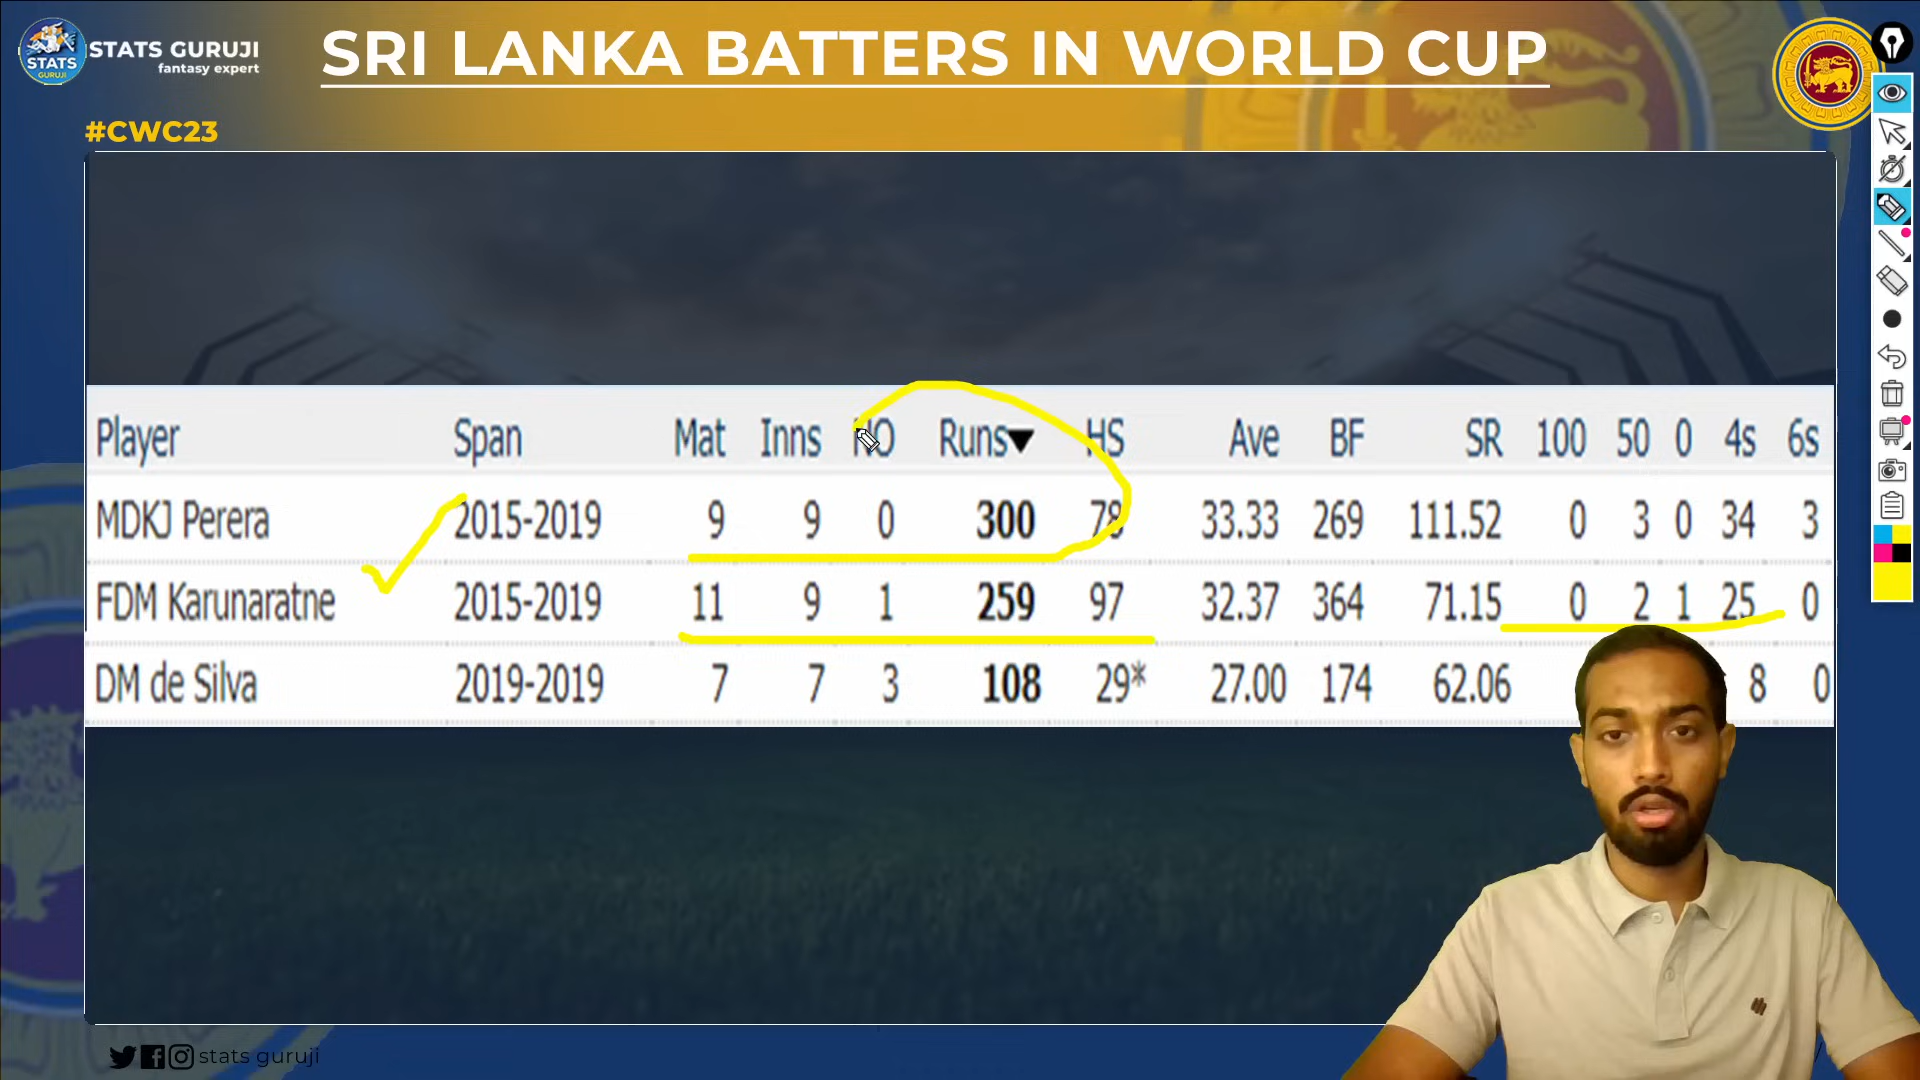 STATS GURUJI
fantasy expert
STATS
GURUJI
SRI LANKA BATTERS IN WORLD CUP
#CWC23
Player Span Mat Inns NO Runs▼ HS Ave BF SR 100 50 0 4s 6s
MDKJ Perera 2015-2019 9 9 0 300 78 33.33 269 111.52 0 3 0 34 3
FDM Karunaratne 2015-2019 11 9 1 259 97 32.37 364 71.15 0 2 1 25 0
DM de Silva 2019-2019 7 7 3 108 29* 27.00 174 62.06 8 0
stats guruji